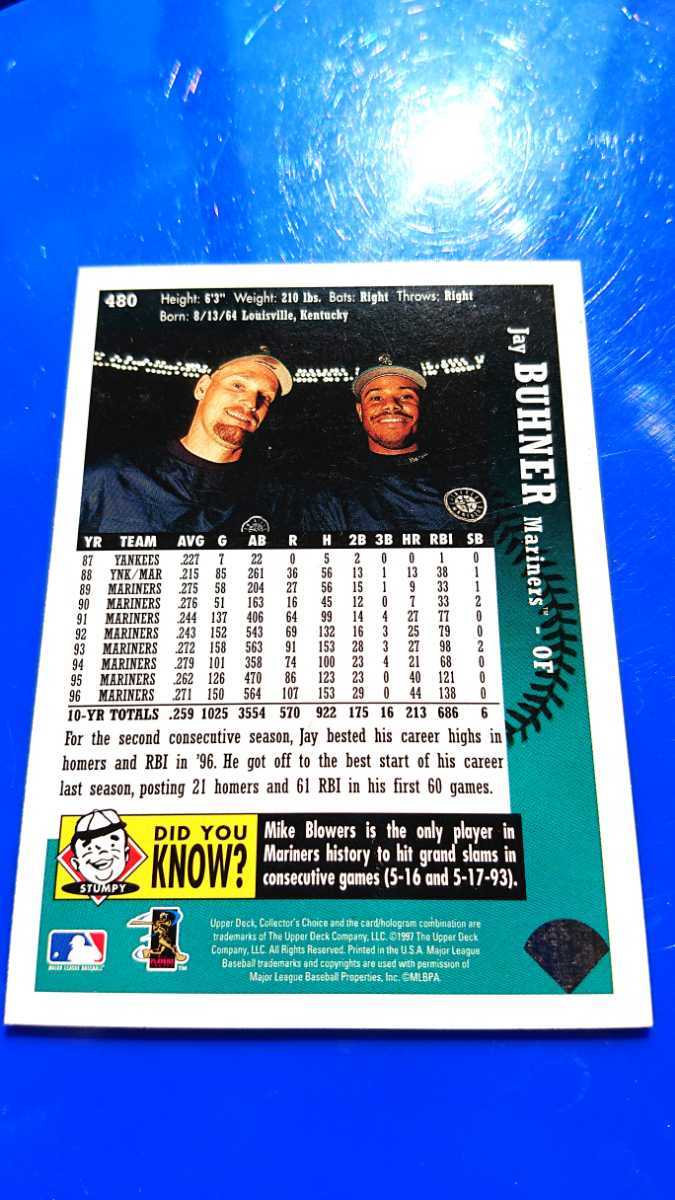 480 Height: 6'3" Weight: 210 lbs. Bats: Right Throws: Right
Born: 8/13/64 Louisville, Kentucky
Jay BUHNER Mariners™ - OF
YR TEAM AVG G AB R H 2B 3B HR RBI SB
87 YANKEES .227 7 22 0 5 2 0 0 1 0
88 YNK/MAR .215 85 261 36 56 13 1 13 38 1
89 MARINERS .275 58 204 27 56 15 1 9 33 1
90 MARINERS .276 51 163 16 45 12 0 7 33 2
91 MARINERS .244 137 406 64 99 14 4 27 77 0
92 MARINERS .243 152 543 69 132 16 3 25 79 0
93 MARINERS .272 158 563 91 153 28 3 27 98 2
94 MARINERS .279 101 358 74 100 23 4 21 68 0
95 MARINERS .262 126 470 86 123 23 0 40 121 0
96 MARINERS .271 150 564 107 153 29 0 44 138 0
10-YR TOTALS .259 1025 3554 570 922 175 16 213 686 6
For the second consecutive season, Jay bested his career highs in
homers and RBI in '96. He got off to the best start of his career
last season, posting 21 homers and 61 RBI in his first 60 games.
STUMPY
DID YOU
KNOW?
Mike Blowers is the only player in
Mariners history to hit grand slams in
consecutive games (5-16 and 5-17-93).
MAJOR LEAGUE BASEBALL
PLAYERS
Upper Deck, Collector's Choice and the card/hologram combination are
trademarks of The Upper Deck Company, LLC. ©1997 The Upper Deck
Company, LLC. All Rights Reserved. Printed in the U.S.A. Major League
Baseball trademarks and copyrights are used with permission of
Major League Baseball Properties, Inc. ©MLBPA